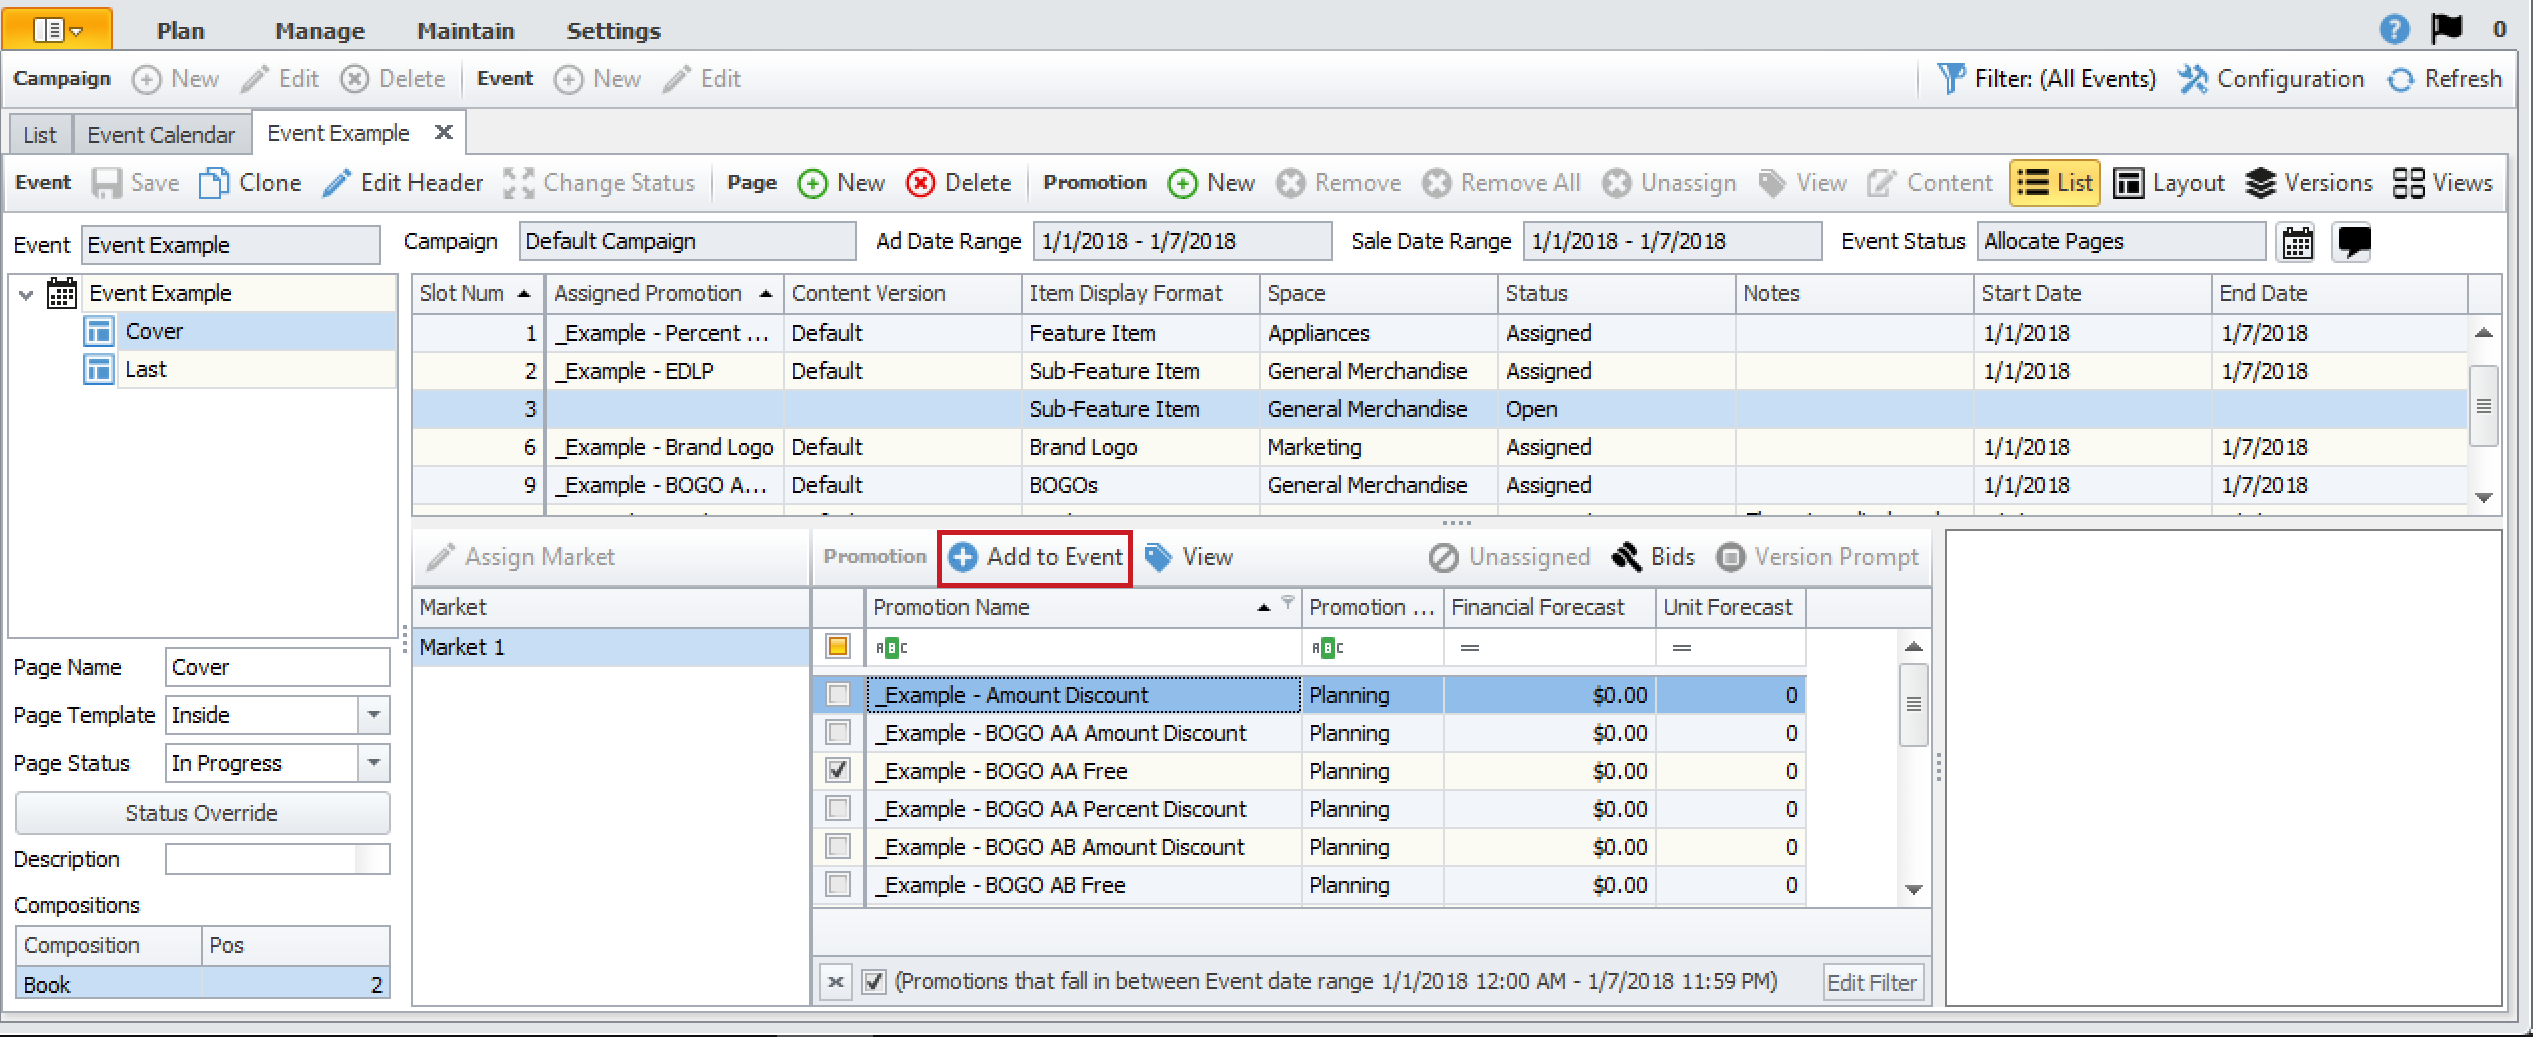 Plan Manage Maintain Settings ? 0
Campaign New Edit Delete Event New Edit Filter: (All Events) Configuration Refresh
List Event Calendar Event Example
Event Save Clone Edit Header Change Status Page New Delete Promotion New Remove Remove All Unassign View Content List Layout Versions Views
Event Event Example Campaign Default Campaign Ad Date Range 1/1/2018 - 1/7/2018 Sale Date Range 1/1/2018 - 1/7/2018 Event Status Allocate Pages
Event Example
Cover
Last
Slot Num Assigned Promotion Content Version Item Display Format Space Status Notes Start Date End Date
1 _Example - Percent ... Default Feature Item Appliances Assigned 1/1/2018 1/7/2018
2 _Example - EDLP Default Sub-Feature Item General Merchandise Assigned 1/1/2018 1/7/2018
3 Sub-Feature Item General Merchandise Open
6 _Example - Brand Logo Default Brand Logo Marketing Assigned 1/1/2018 1/7/2018
9 _Example - BOGO A... Default BOGOs General Merchandise Assigned 1/1/2018 1/7/2018
Page Name Cover
Page Template Inside
Page Status In Progress
Status Override
Description
Compositions
Composition Pos
Book 2
Assign Market
Market
Market 1
Promotion Add to Event View Unassigned Bids Version Prompt
Promotion Name Promotion ... Financial Forecast Unit Forecast
ABC ABC = =
_Example - Amount Discount Planning $0.00 0
_Example - BOGO AA Amount Discount Planning $0.00 0
_Example - BOGO AA Free Planning $0.00 0
_Example - BOGO AA Percent Discount Planning $0.00 0
_Example - BOGO AB Amount Discount Planning $0.00 0
_Example - BOGO AB Free Planning $0.00 0
(Promotions that fall in between Event date range 1/1/2018 12:00 AM - 1/7/2018 11:59 PM) Edit Filter